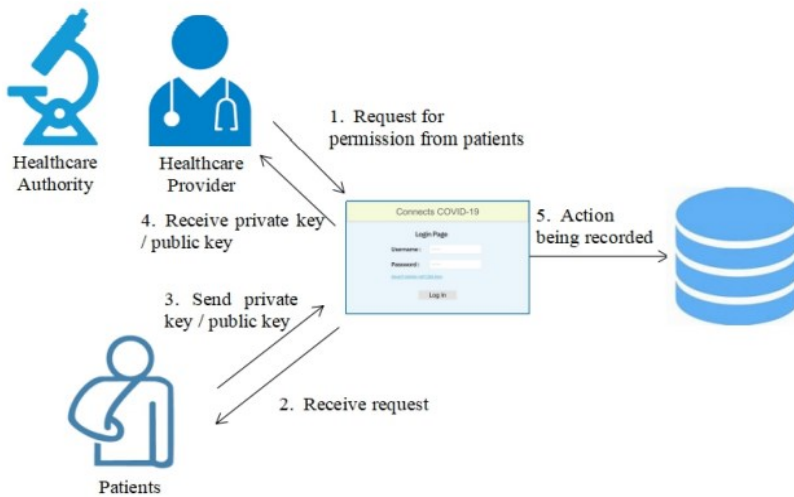 Healthcare
Authority
Healthcare
Provider
1. Request for
permission from patients
4. Receive private key
/ public key
Connects COVID-19
Login Page
Username :
Password :
Log In
5. Action
being recorded
3. Send private
key / public key
2. Receive request
Patients